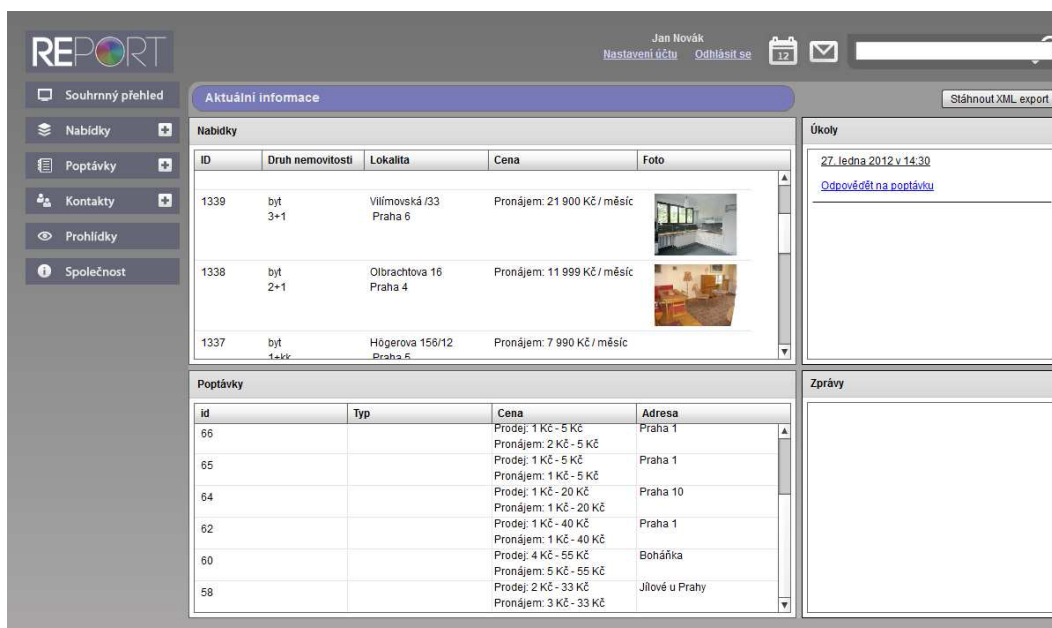 REPORT
Jan Novák
Nastavení účtu Odhlásit se
12
Souhrnný přehled
Nabídky
Poptávky
Kontakty
Prohlídky
Společnost
Aktuální informace
Stáhnout XML export
Nabídky
ID Druh nemovitosti Lokalita Cena Foto
1339 byt Vilímovská /33 Pronájem: 21 900 Kč / měsíc
3+1 Praha 6
1338 byt Olbrachtova 16 Pronájem: 11 999 Kč / měsíc
2+1 Praha 4
1337 byt Högerova 156/12 Pronájem: 7 990 Kč / měsíc
1+kk Praha 5
Úkoly
27. ledna 2012 v 14:30
Odpovědět na poptávku
Poptávky
id Typ Cena Adresa
66 Prodej: 1 Kč - 5 Kč Praha 1
Pronájem: 2 Kč - 5 Kč
65 Prodej: 1 Kč - 5 Kč Praha 1
Pronájem: 1 Kč - 5 Kč
64 Prodej: 1 Kč - 20 Kč Praha 10
Pronájem: 1 Kč - 20 Kč
62 Prodej: 1 Kč - 40 Kč Praha 1
Pronájem: 1 Kč - 40 Kč
60 Prodej: 4 Kč - 55 Kč Boháňka
Pronájem: 5 Kč - 55 Kč
58 Prodej: 2 Kč - 33 Kč Jílové u Prahy
Pronájem: 3 Kč - 33 Kč
Zprávy